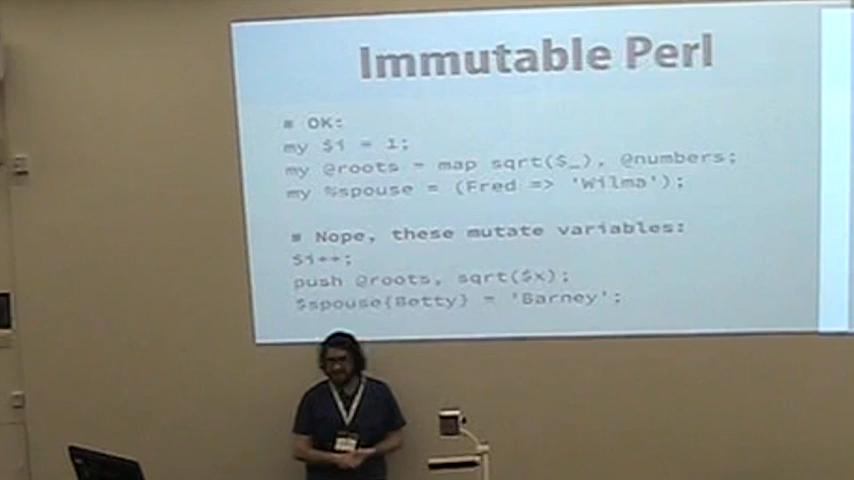 Immutable Perl
# OK:
my $i = 1;
my @roots = map sqrt($_), @numbers;
my %spouse = (Fred => 'Wilma');
# Nope, these mutate variables:
$i++;
push @roots, sqrt($x);
$spouse{Betty} = 'Barney';